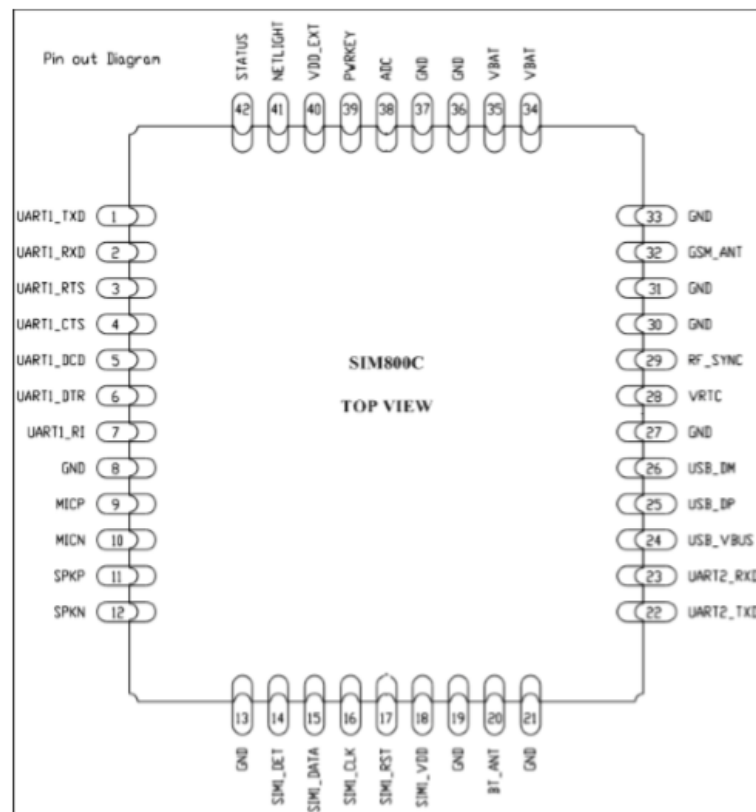 Pin out Diagram
STATUS NETLIGHT VDD_EXT PWRKEY ADC GND GND VBAT VBAT
42 41 40 39 38 37 36 35 34
UART1_TXD 1 33 GND
UART1_RXD 2 32 GSM_ANT
UART1_RTS 3 31 GND
UART1_CTS 4 30 GND
UART1_DCD 5 29 RF_SYNC
SIM800C
UART1_DTR 6 28 VRTC
TOP VIEW
UART1_RI 7 27 GND
GND 8 26 USB_DM
MICP 9 25 USB_DP
MICN 10 24 USB_VBUS
SPKP 11 23 UART2_RXD
SPKN 12 22 UART2_TXD
13 14 15 16 17 18 19 20 21
GND SIM1_DET SIM1_DATA SIM1_CLK SIM1_RST SIM1_VDD GND BT_ANT GND